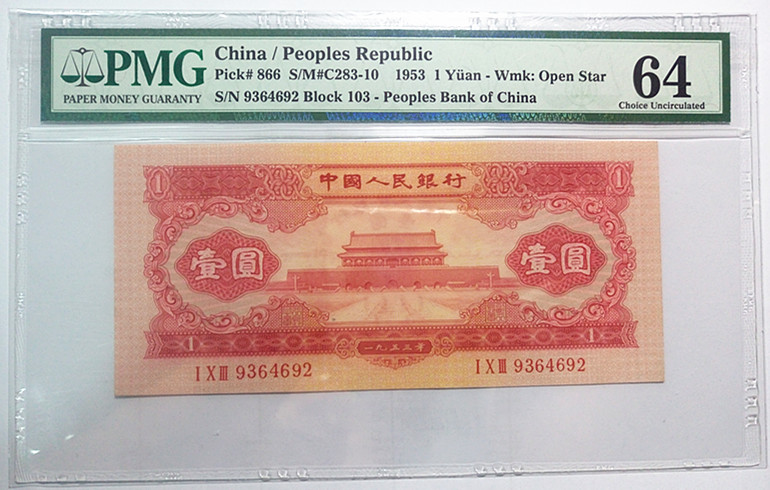 PMG
PAPER MONEY GUARANTY
China / Peoples Republic
Pick# 866 S/M#C283-10 1953 1 Yüan - Wmk: Open Star
S/N 9364692 Block 103 - Peoples Bank of China
64
Choice Uncirculated
1 中國人民銀行 1
壹圓 壹圓
1 一九五三年 1
I X III 9364692 I X III 9364692